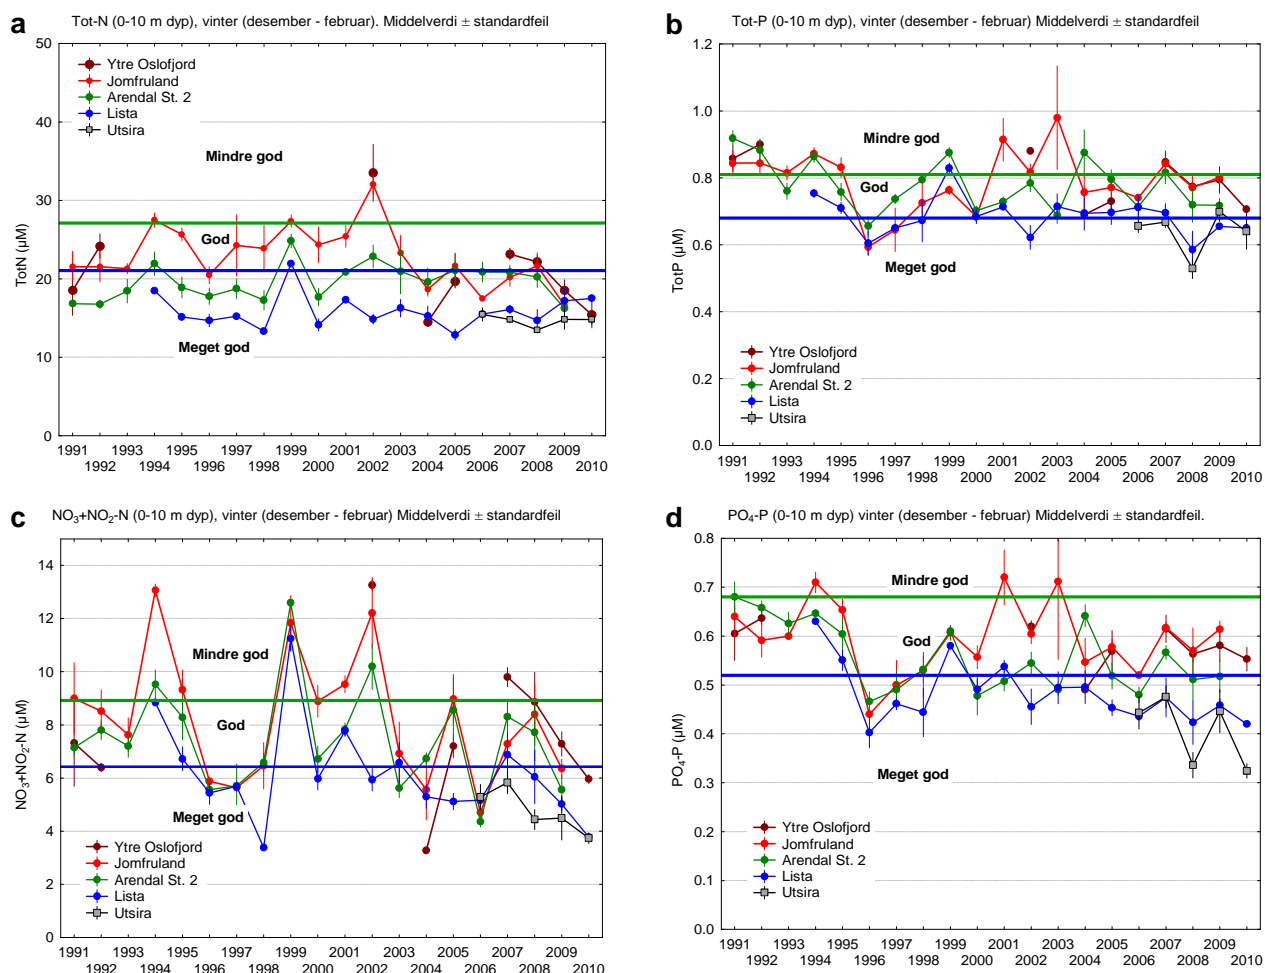 a
Tot-N (0-10 m dyp), vinter (desember - februar). Middelverdi ± standardfeil
50
40
30
20
10
0
TotN (µM)
Ytre Oslofjord
Jomfruland
Arendal St. 2
Lista
Utsira
Mindre god
God
Meget god
1991 1993 1995 1997 1999 2001 2003 2005 2007 2009
1992 1994 1996 1998 2000 2002 2004 2006 2008 2010
b
Tot-P (0-10 m dyp), vinter (desember - februar) Middelverdi ± standardfeil
1.2
1.0
0.8
0.6
0.4
0.2
0.0
TotP (µM)
Mindre god
God
Meget god
Ytre Oslofjord
Jomfruland
Arendal St. 2
Lista
Utsira
1991 1993 1995 1997 1999 2001 2003 2005 2007 2009
1992 1994 1996 1998 2000 2002 2004 2006 2008 2010
c
NO₃+NO₂-N (0-10 m dyp), vinter (desember - februar) Middelverdi ± standardfeil
14
12
10
8
6
4
2
0
NO₃+NO₂-N (µM)
Mindre god
God
Meget god
Ytre Oslofjord
Jomfruland
Arendal St. 2
Lista
Utsira
1991 1993 1995 1997 1999 2001 2003 2005 2007 2009
1992 1994 1996 1998 2000 2002 2004 2006 2008 2010
d
PO₄-P (0-10 m dyp) vinter (desember - februar) Middelverdi ± standardfeil.
0.8
0.7
0.6
0.5
0.4
0.3
0.2
0.1
0.0
PO₄-P (µM)
Mindre god
God
Meget god
Ytre Oslofjord
Jomfruland
Arendal St. 2
Lista
Utsira
1991 1993 1995 1997 1999 2001 2003 2005 2007 2009
1992 1994 1996 1998 2000 2002 2004 2006 2008 2010